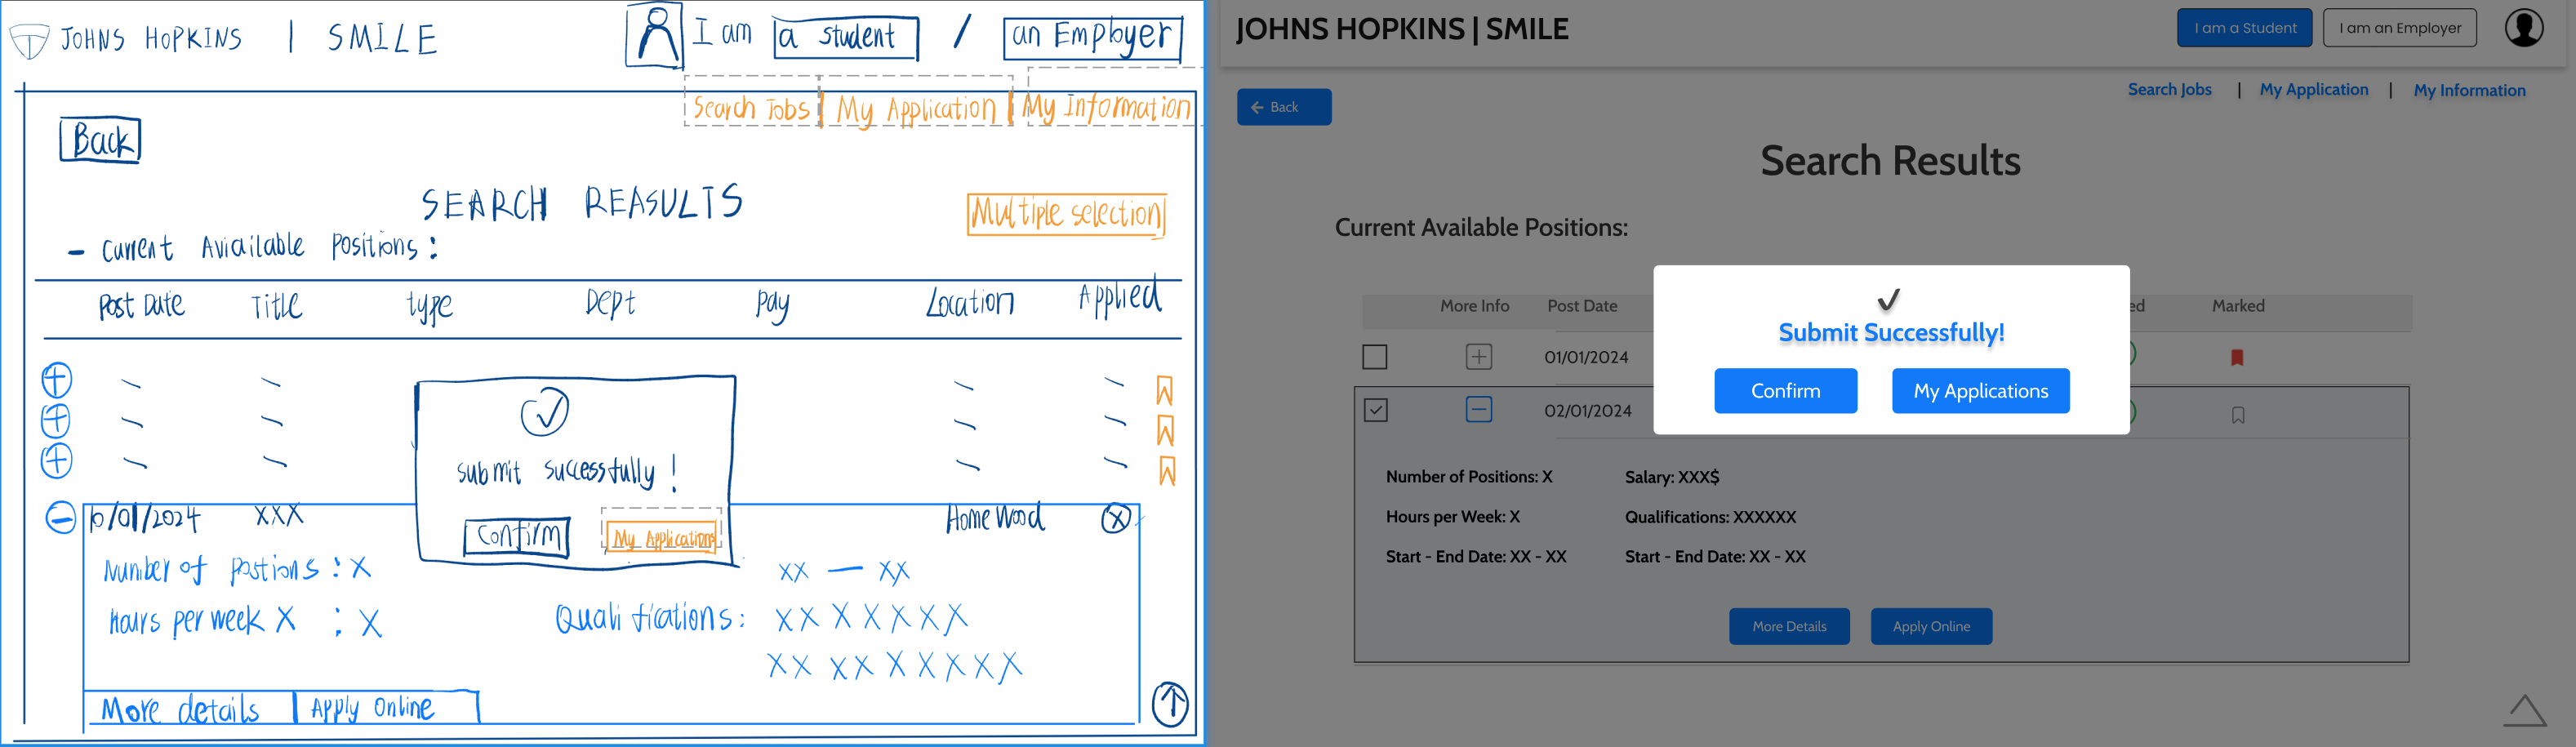 JOHNS HOPKINS | SMILE
I am a student / an Employer
Search Jobs | My Application | My Information
Back
SEARCH REASULTS
Multiple selection
- Current Aviailable Positions:
Post Date Title type Dept Pay Location Applied
submit successfully!
Confirm My Applications
10/01/2024 XXX Home Wood X
Number of Postions : X XX — XX
hours per week X : X Qualifications: XX X X X X X
XX XX X X X X X
More details | Apply Online
JOHNS HOPKINS | SMILE
I am a Student I am an Employer
Search Jobs | My Application | My Information
← Back
Search Results
Current Available Positions:
More Info Post Date ed Marked
01/01/2024
02/01/2024
Submit Successfully!
Confirm My Applications
Number of Positions: X Salary: XXX$
Hours per Week: X Qualifications: XXXXXX
Start - End Date: XX - XX Start - End Date: XX - XX
More Details Apply Online